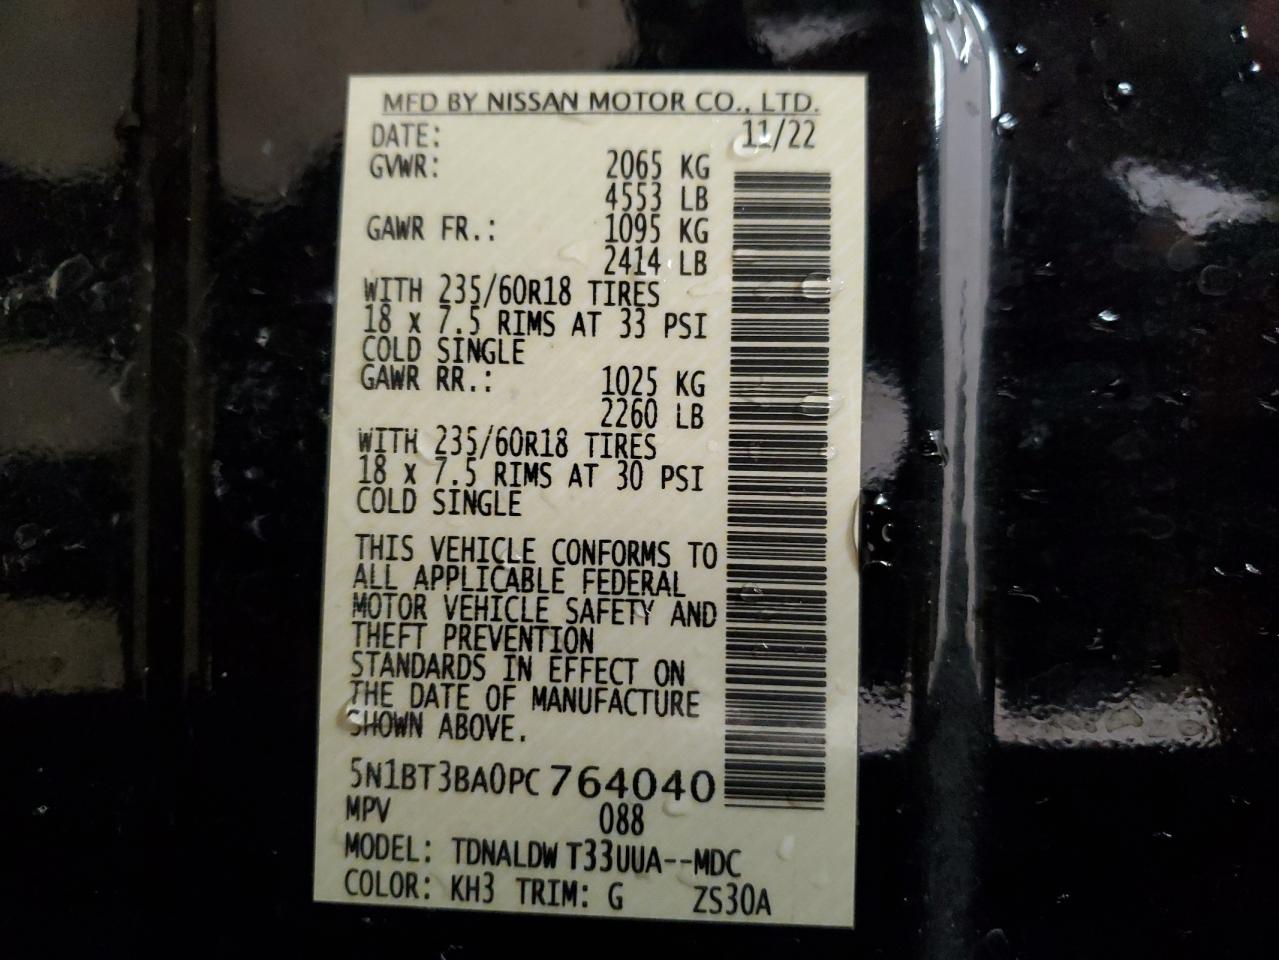 MFD BY NISSAN MOTOR CO., LTD.
DATE: 11/22
GVWR: 2065 KG
4553 LB
GAWR FR.: 1095 KG
2414 LB
WITH 235/60R18 TIRES
18 x 7.5 RIMS AT 33 PSI
COLD SINGLE
GAWR RR.: 1025 KG
2260 LB
WITH 235/60R18 TIRES
18 x 7.5 RIMS AT 30 PSI
COLD SINGLE
THIS VEHICLE CONFORMS TO
ALL APPLICABLE FEDERAL
MOTOR VEHICLE SAFETY AND
THEFT PREVENTION
STANDARDS IN EFFECT ON
THE DATE OF MANUFACTURE
SHOWN ABOVE.
5N1BT3BA0PC764040
MPV 088
MODEL: TDNALDW T33UUA--MDC
COLOR: KH3 TRIM: G ZS30A